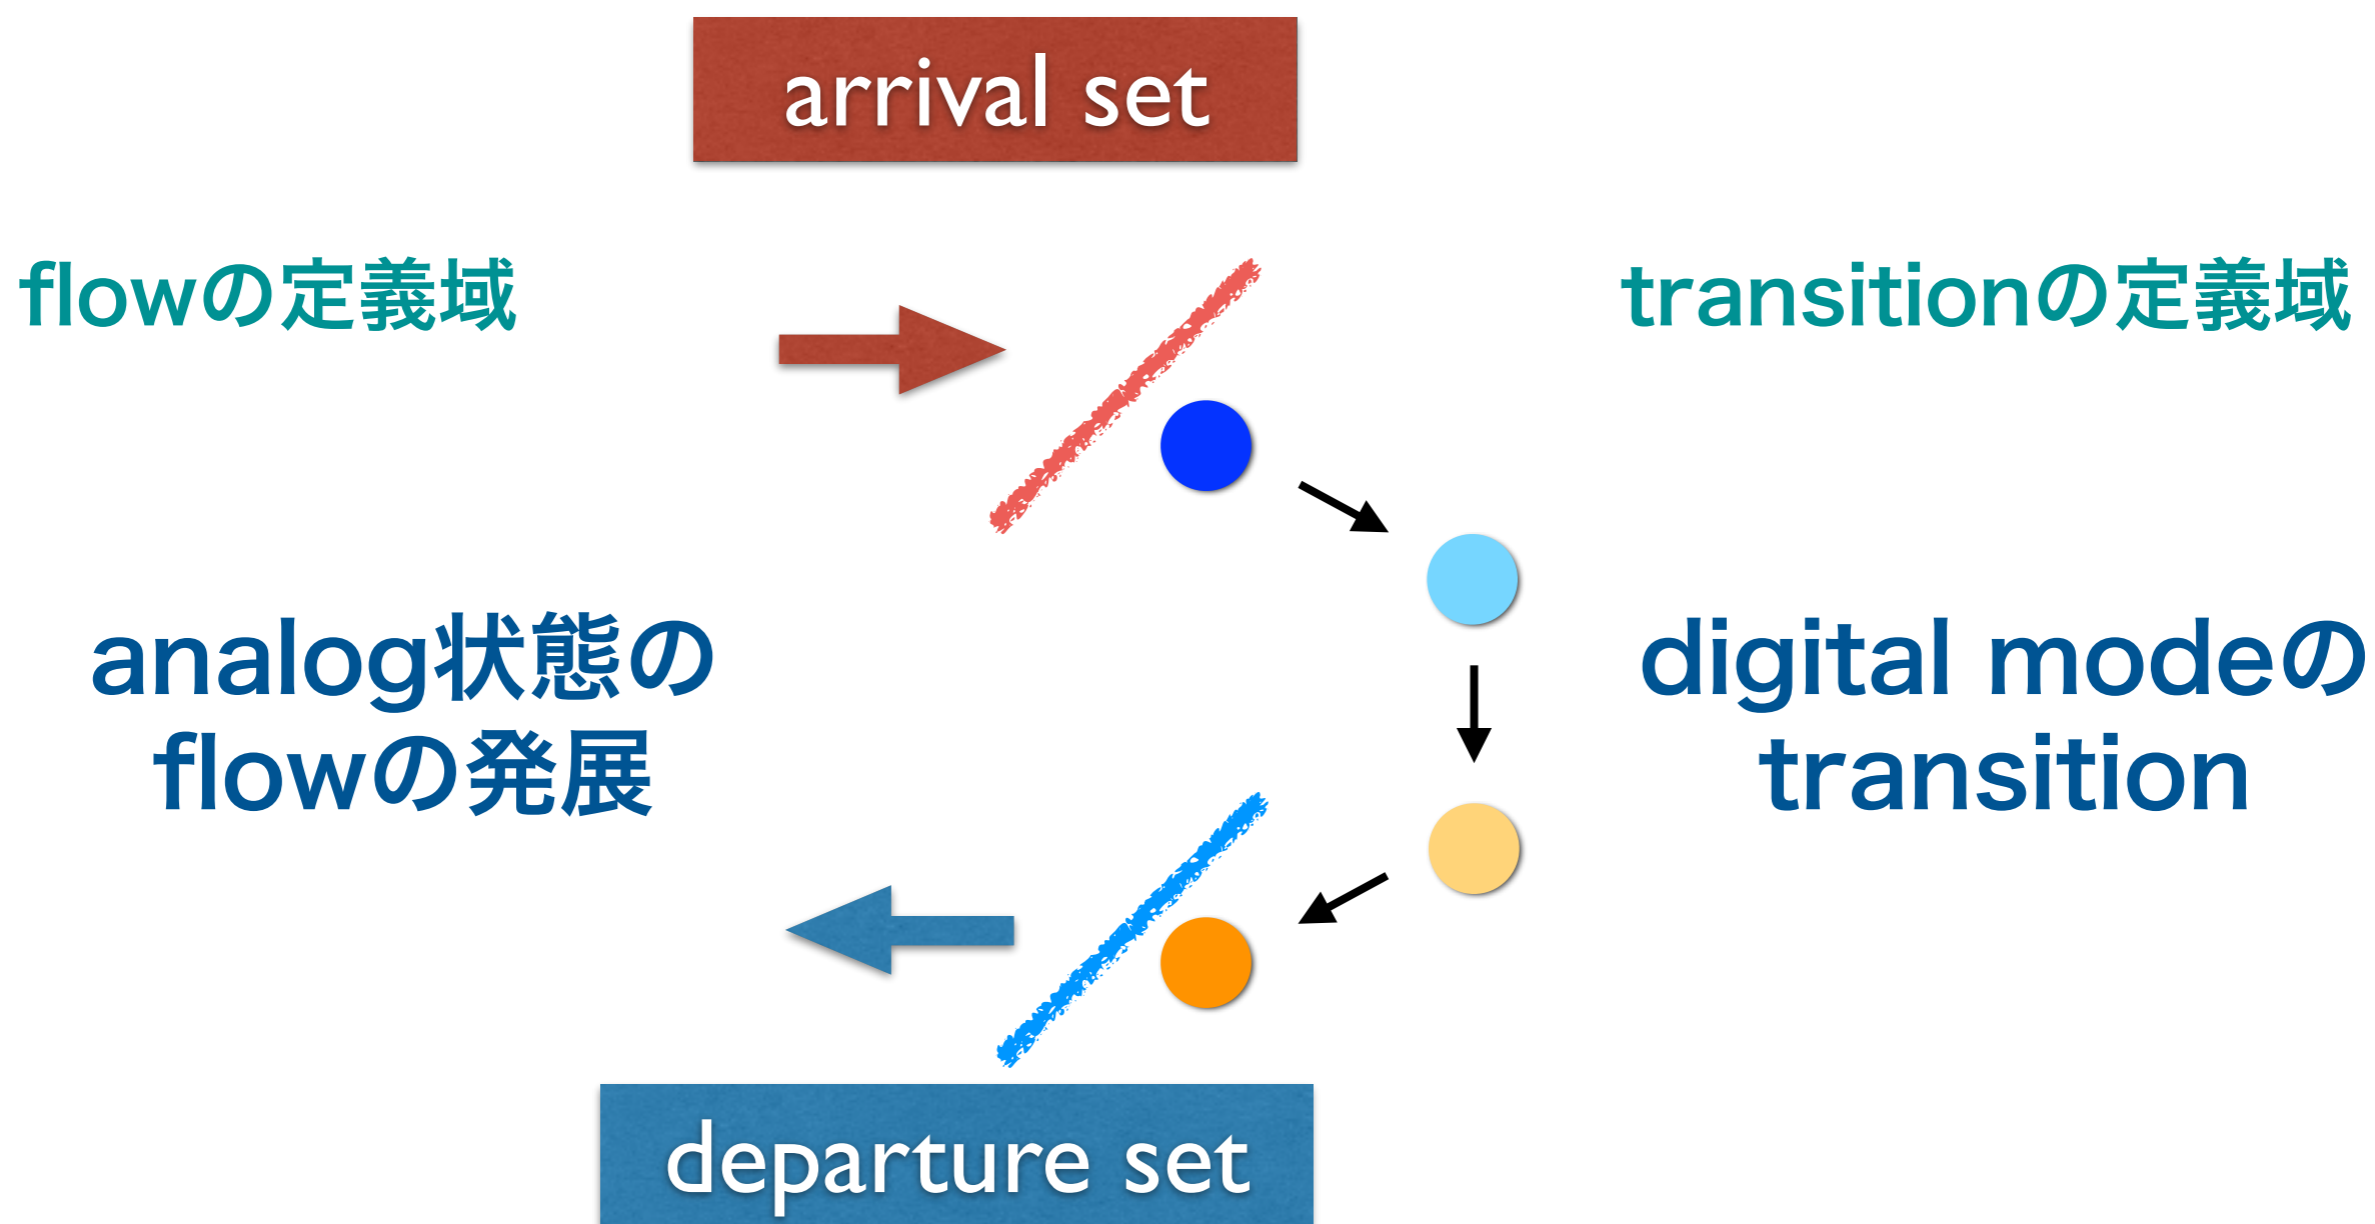 arrival set
flowの定義域
transitionの定義域
analog状態の
flowの発展
digital modeの
transition
departure set